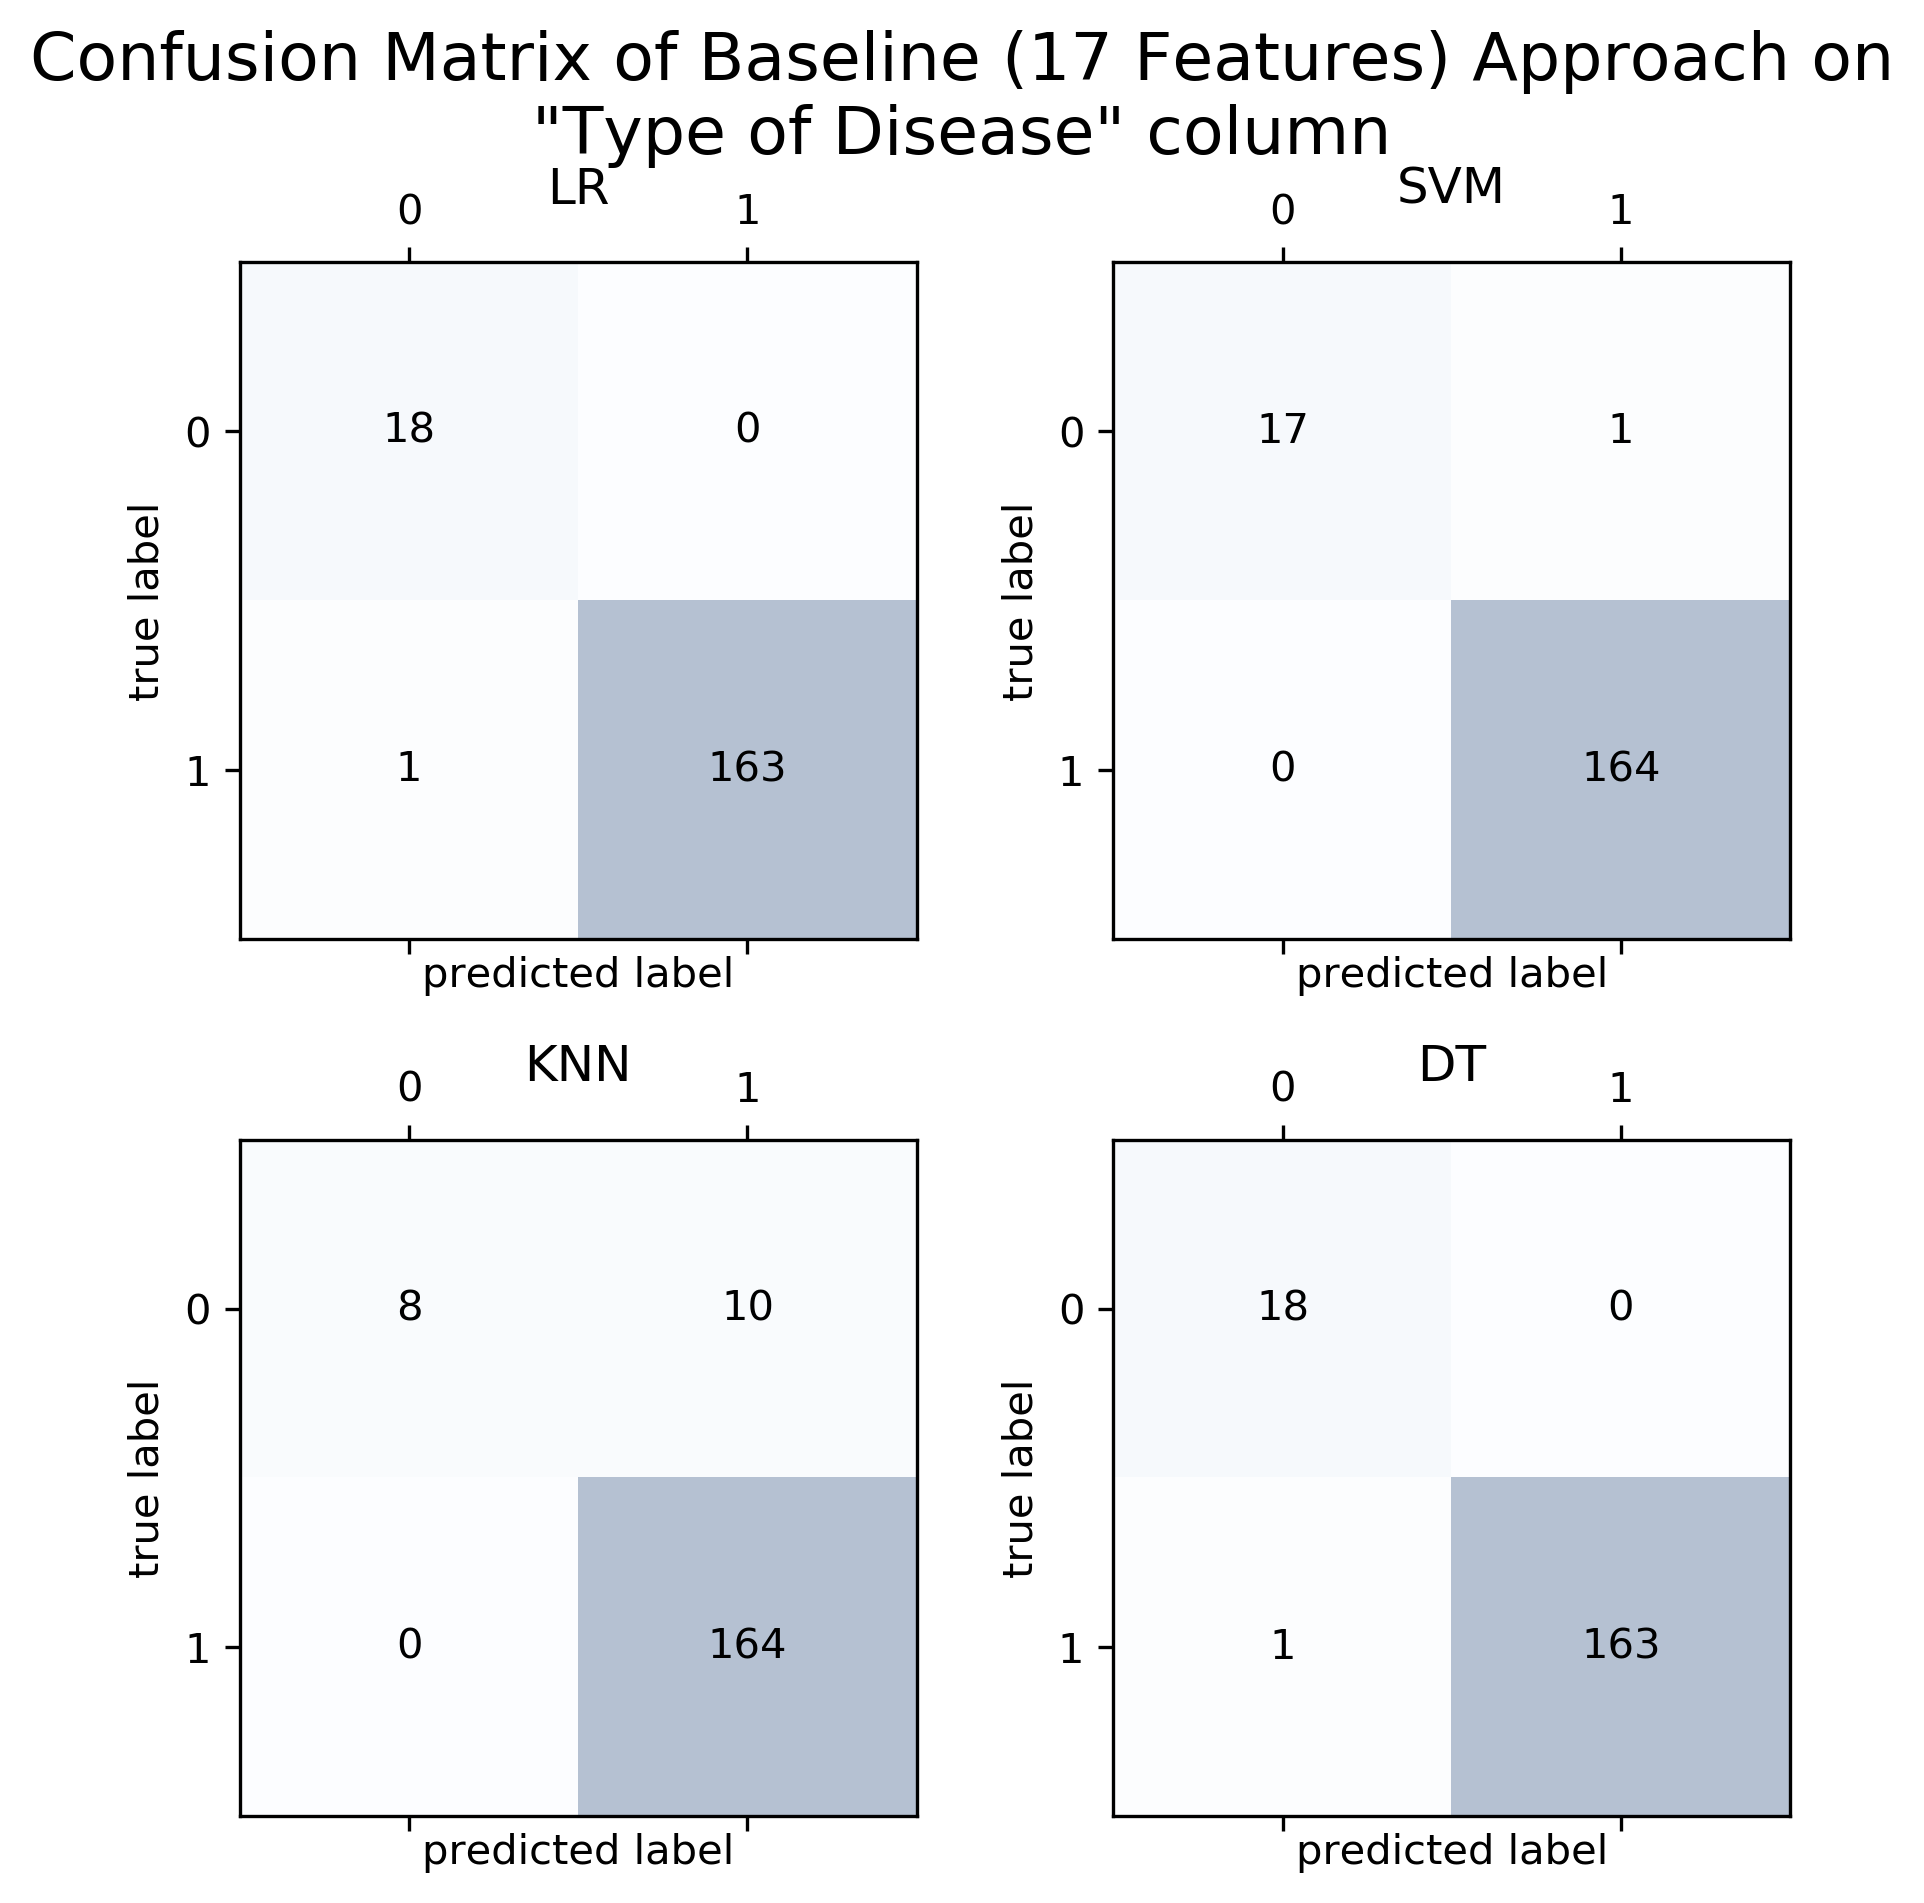 Confusion Matrix of Baseline (17 Features) Approach on
"Type of Disease" column
LR
0 1
0 18 0
1 1 163
true label
predicted label
SVM
0 1
0 17 1
1 0 164
true label
predicted label
KNN
0 1
0 8 10
1 0 164
true label
predicted label
DT
0 1
0 18 0
1 1 163
true label
predicted label